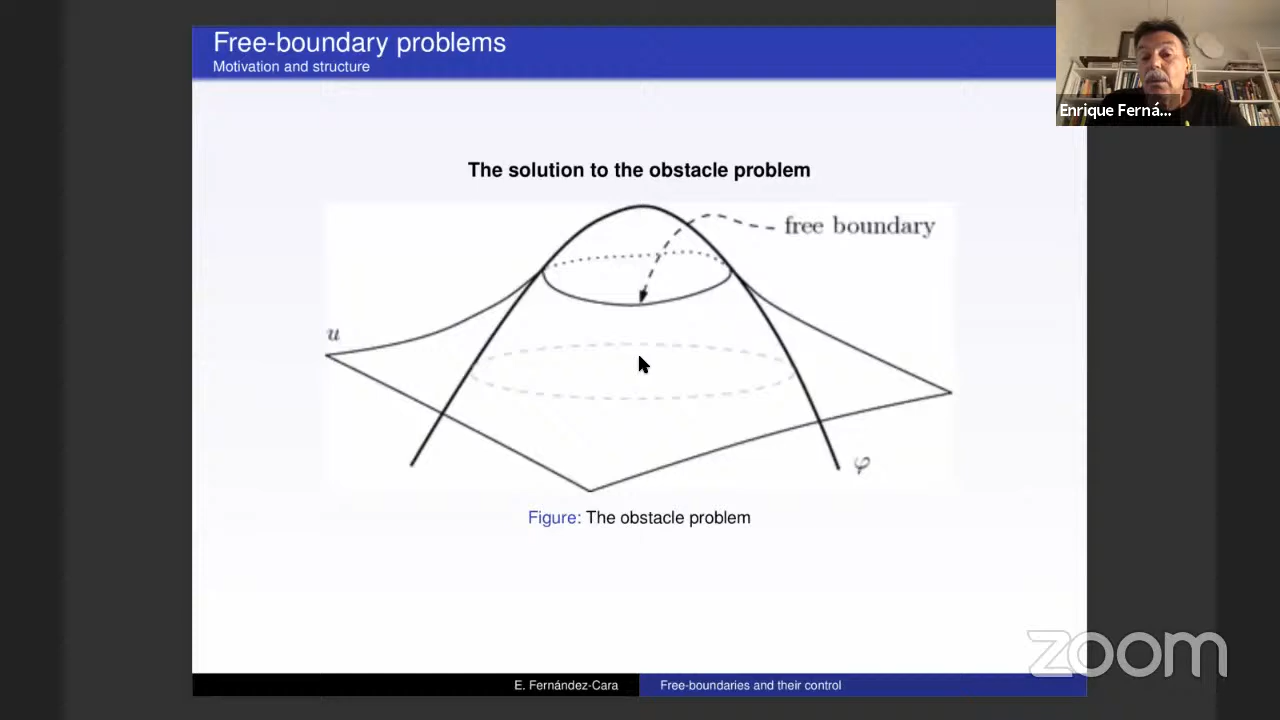 Free-boundary problems
Motivation and structure
Enrique Ferná...
The solution to the obstacle problem
free boundary
u
φ
Figure: The obstacle problem
zoom
E. Fernández-Cara
Free-boundaries and their control